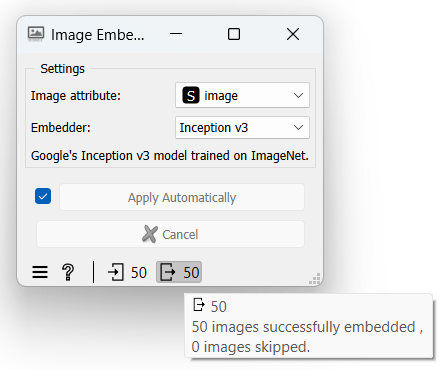 Image Embe...
Settings
Image attribute:
S image
Embedder:
Inception v3
Google's Inception v3 model trained on ImageNet.
Apply Automatically
Cancel
? 50 50
50
50 images successfully embedded ,
0 images skipped.